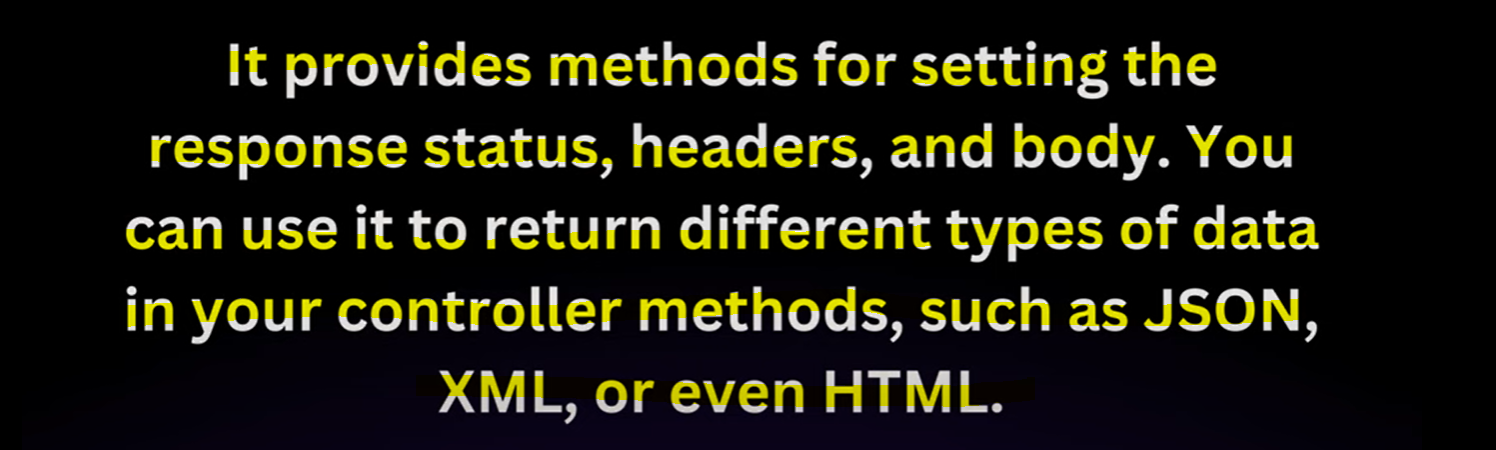 It provides methods for setting the
response status, headers, and body. You
can use it to return different types of data
in your controller methods, such as JSON,
XML, or even HTML.